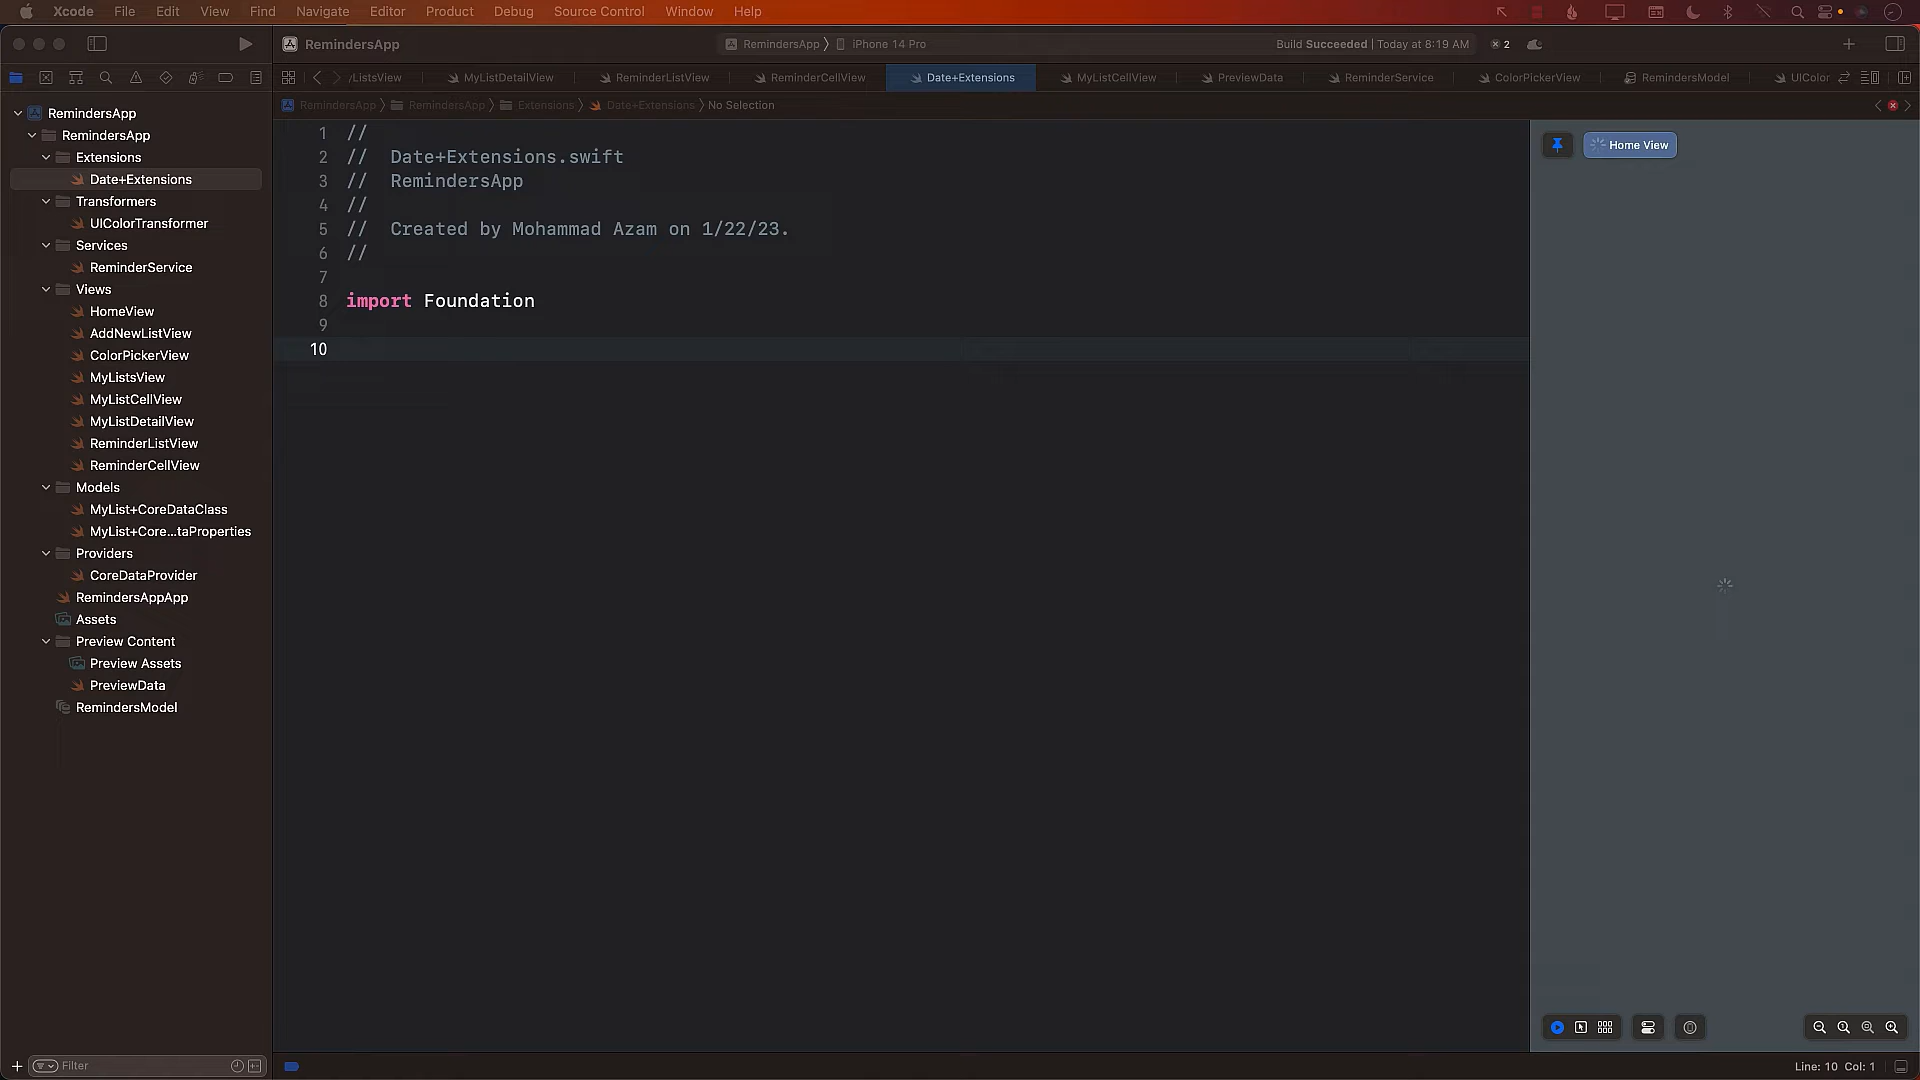 Xcode File Edit View Find Navigate Editor Product Debug Source Control Window Help
RemindersApp
RemindersApp 〉 iPhone 14 Pro
Build Succeeded | Today at 8:19 AM
2
/ListsView MyListDetailView ReminderListView ReminderCellView Date+Extensions MyListCellView PreviewData ReminderService ColorPickerView RemindersModel UIColor
RemindersApp 〉 RemindersApp 〉 Extensions 〉 Date+Extensions 〉 No Selection
RemindersApp
RemindersApp
Extensions
Date+Extensions
Transformers
UIColorTransformer
Services
ReminderService
Views
HomeView
AddNewListView
ColorPickerView
MyListsView
MyListCellView
MyListDetailView
ReminderListView
ReminderCellView
Models
MyList+CoreDataClass
MyList+Core...taProperties
Providers
CoreDataProvider
RemindersAppApp
Assets
Preview Content
Preview Assets
PreviewData
RemindersModel
Filter
1 //
2 //  Date+Extensions.swift
3 //  RemindersApp
4 //
5 //  Created by Mohammad Azam on 1/22/23.
6 //
7
8 import Foundation
9
10
Home View
Line: 10 Col: 1